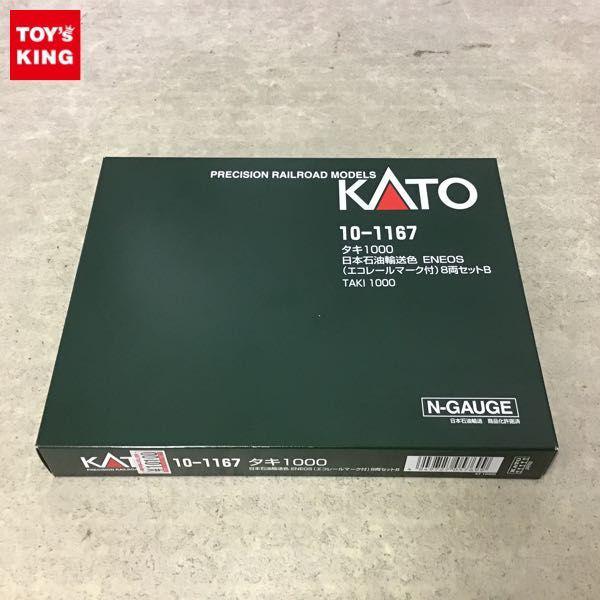 TOY's
KING
PRECISION RAILROAD MODELS
KATO
10-1167
タキ1000
日本石油輸送色 ENEOS
(エコレールマーク付)8両セットB
TAKI 1000
N-GAUGE
日本石油輸送 商品化許諾済
KATO 10-1167 タキ1000
PRECISION RAILROAD 日本石油輸送色 ENEOS (エコレールマーク付) 8両セットB